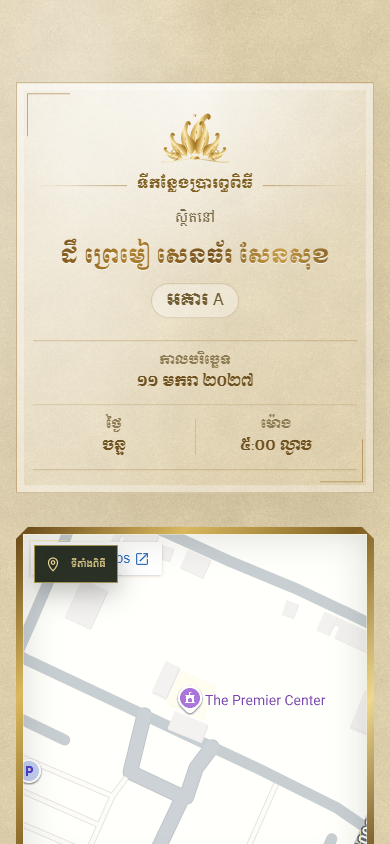 ទីកន្លែងប្រារព្ធពិធី
ស្ថិតនៅ
ដឹ ព្រេមៀ សេនធ័រ សែនសុខ
អគារ A
កាលបរិច្ឆេទ
១១ មករា ២០២៧
ថ្ងៃ
ចន្ទ
ម៉ោង
៥:០០ ល្ងាច
ទីតាំងពិធី
The Premier Center
P